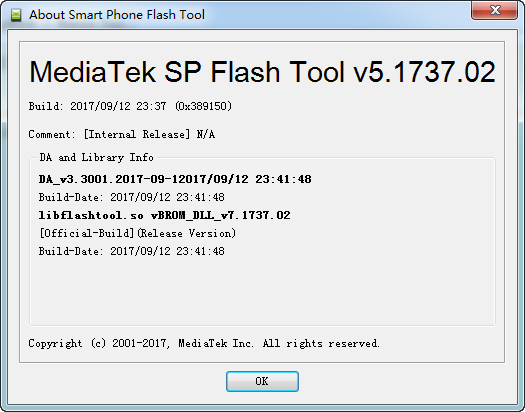 About Smart Phone Flash Tool
MediaTek SP Flash Tool v5.1737.02
Build: 2017/09/12 23:37 (0x389150)
Comment: [Internal Release] N/A
DA and Library Info
DA_v3.3001.2017-09-12017/09/12 23:41:48
Build-Date: 2017/09/12 23:41:48
libflashtool.so vBROM_DLL_v7.1737.02
[Official-Build](Release Version)
Build-Date: 2017/09/12 23:41:48
Copyright (c) 2001-2017, MediaTek Inc. All rights reserved.
OK